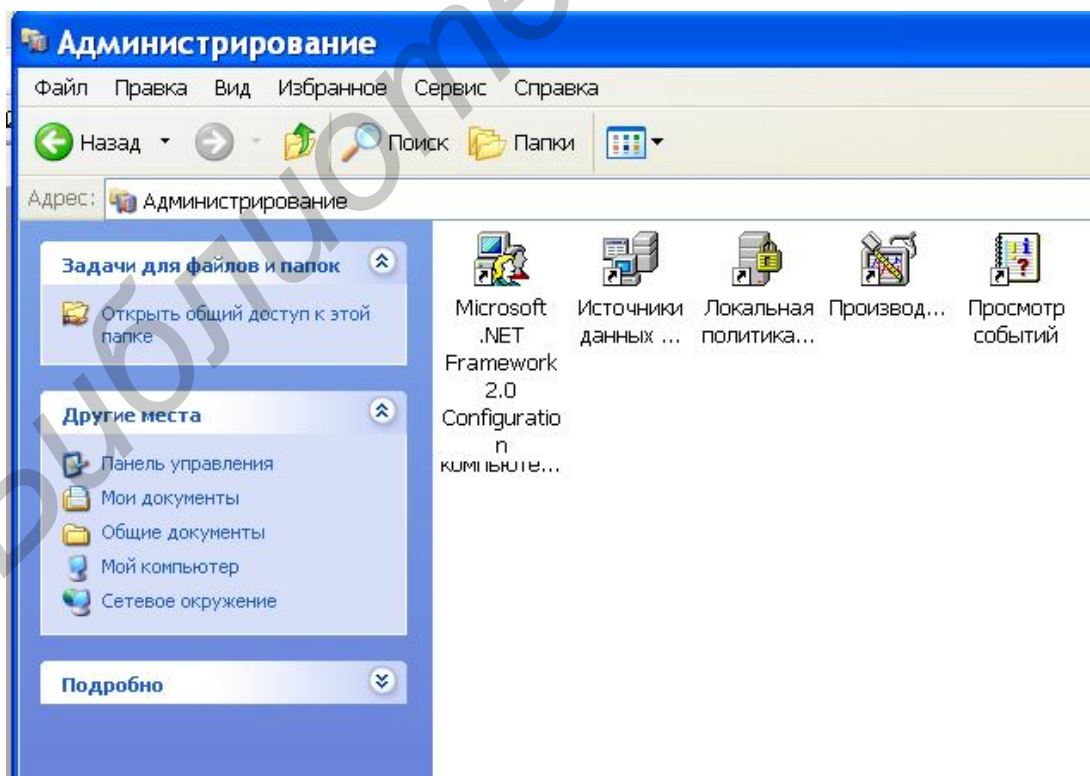 Администрирование
Файл Правка Вид Избранное Сервис Справка
Назад Поиск Папки
Адрес: Администрирование
Задачи для файлов и папок
Открыть общий доступ к этой
папке
Другие места
Панель управления
Мои документы
Общие документы
Мой компьютер
Сетевое окружение
Подробно
Microsoft
.NET
Framework
2.0
Configuratio
n
компьюте...
Источники
данных ...
Локальная
политика...
Производ...
Просмотр
событий